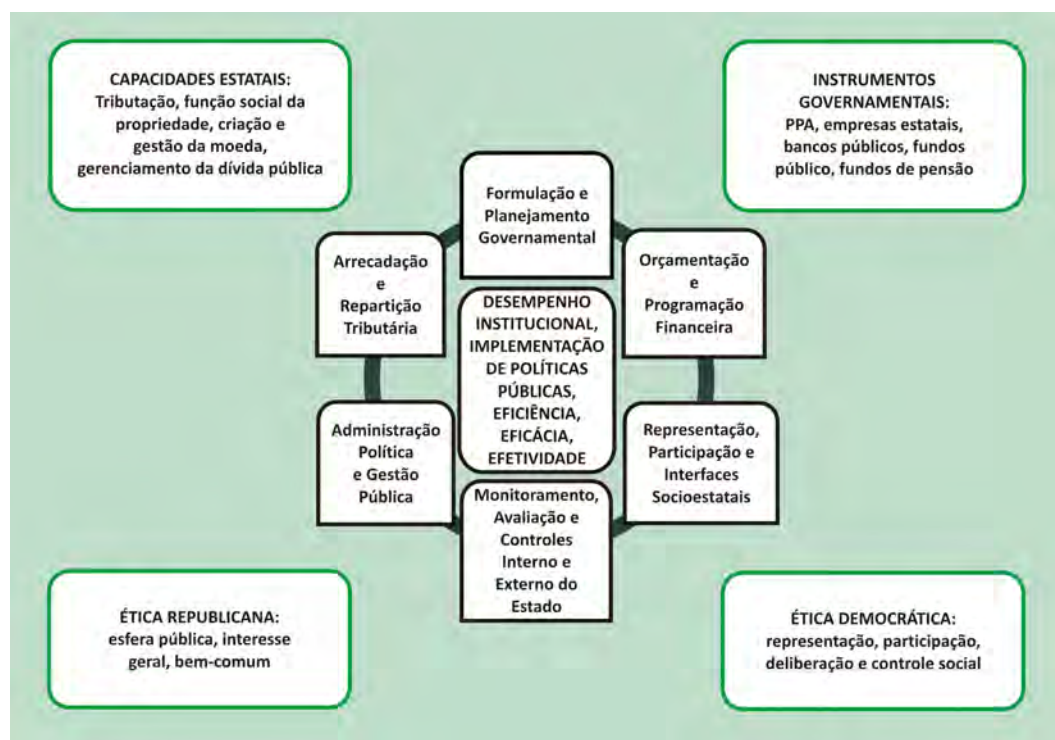 CAPACIDADES ESTATAIS:
Tributação, função social da
propriedade, criação e
gestão da moeda,
gerenciamento da dívida pública
INSTRUMENTOS
GOVERNAMENTAIS:
PPA, empresas estatais,
bancos públicos, fundos
público, fundos de pensão
Formulação e
Planejamento
Governamental
Arrecadação
e
Repartição
Tributária
Orçamentação
e
Programação
Financeira
DESEMPENHO
INSTITUCIONAL,
IMPLEMENTAÇÃO
DE POLÍTICAS
PÚBLICAS,
EFICIÊNCIA,
EFICÁCIA,
EFETIVIDADE
Administração
Política
e Gestão
Pública
Representação,
Participação e
Interfaces
Socioestatais
Monitoramento,
Avaliação e
Controles
Interno e
Externo do
Estado
ÉTICA REPUBLICANA:
esfera pública, interesse
geral, bem-comum
ÉTICA DEMOCRÁTICA:
representação, participação,
deliberação e controle social